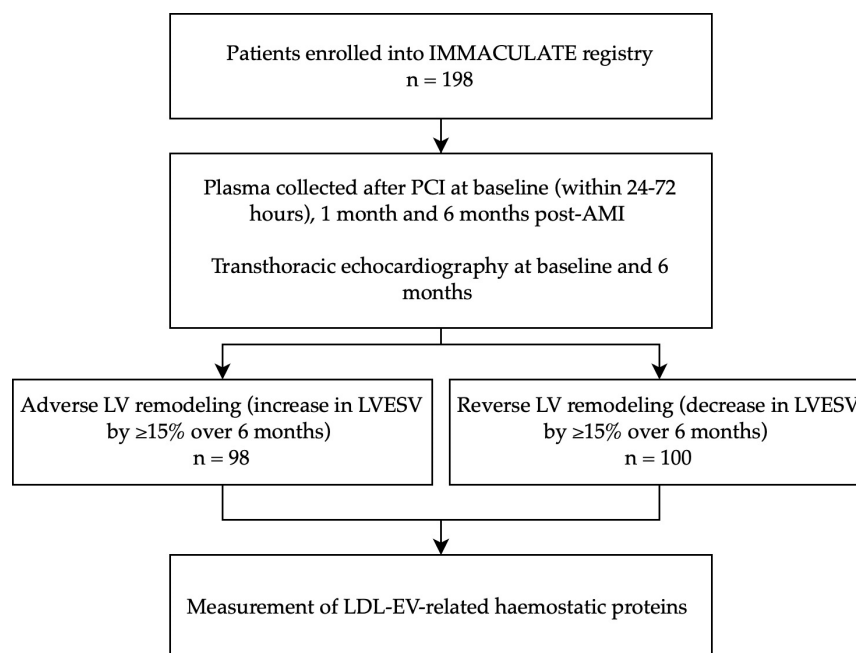 Patients enrolled into IMMACULATE registry
n = 198
Plasma collected after PCI at baseline (within 24-72
hours), 1 month and 6 months post-AMI
Transthoracic echocardiography at baseline and 6
months
Adverse LV remodeling (increase in LVESV
by ≥15% over 6 months)
n = 98
Reverse LV remodeling (decrease in LVESV
by ≥15% over 6 months)
n = 100
Measurement of LDL-EV-related haemostatic proteins